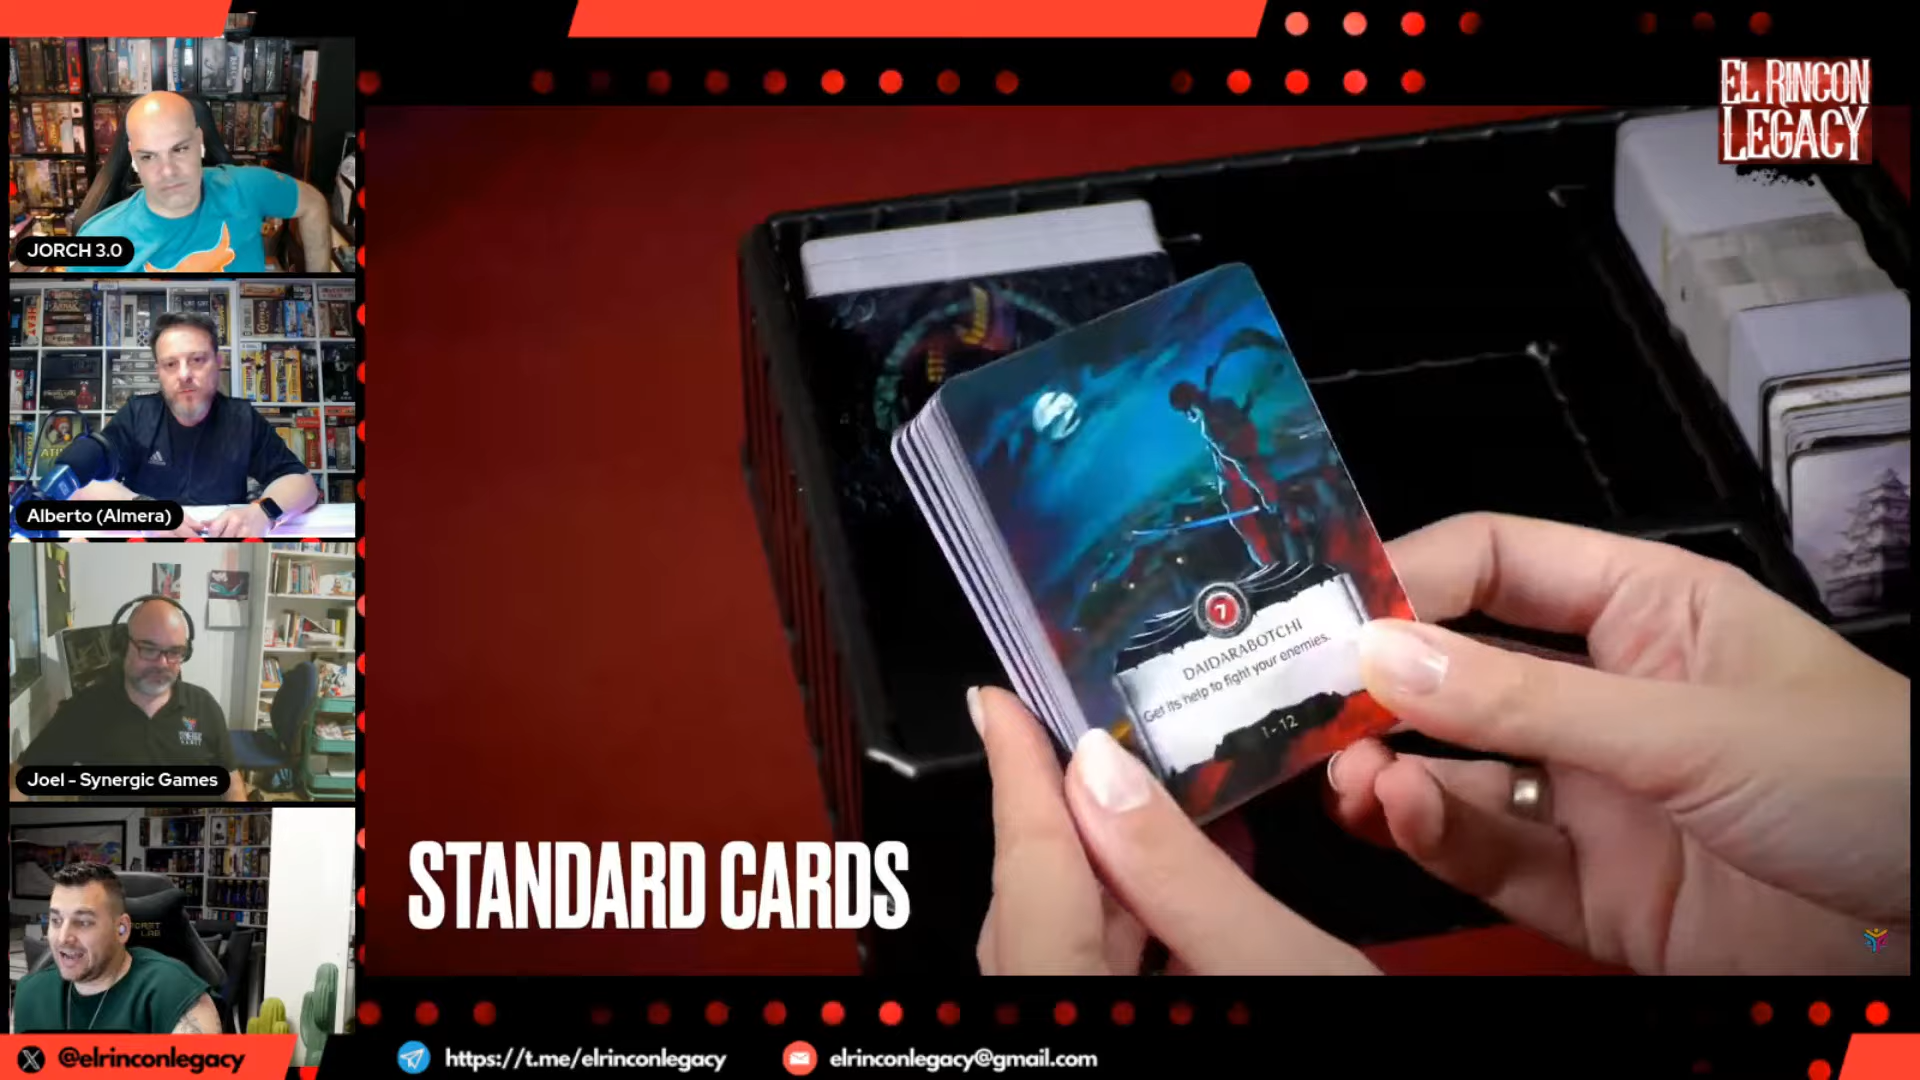 EL RINCON
LEGACY
JORCH 3.0
Alberto (Almera)
Joel - Synergic Games
7
DAIDARABOTCHI
Get its help to fight your enemies.
1 - 12
STANDARD CARDS
@elrinconlegacy
https://t.me/elrinconlegacy
elrinconlegacy@gmail.com